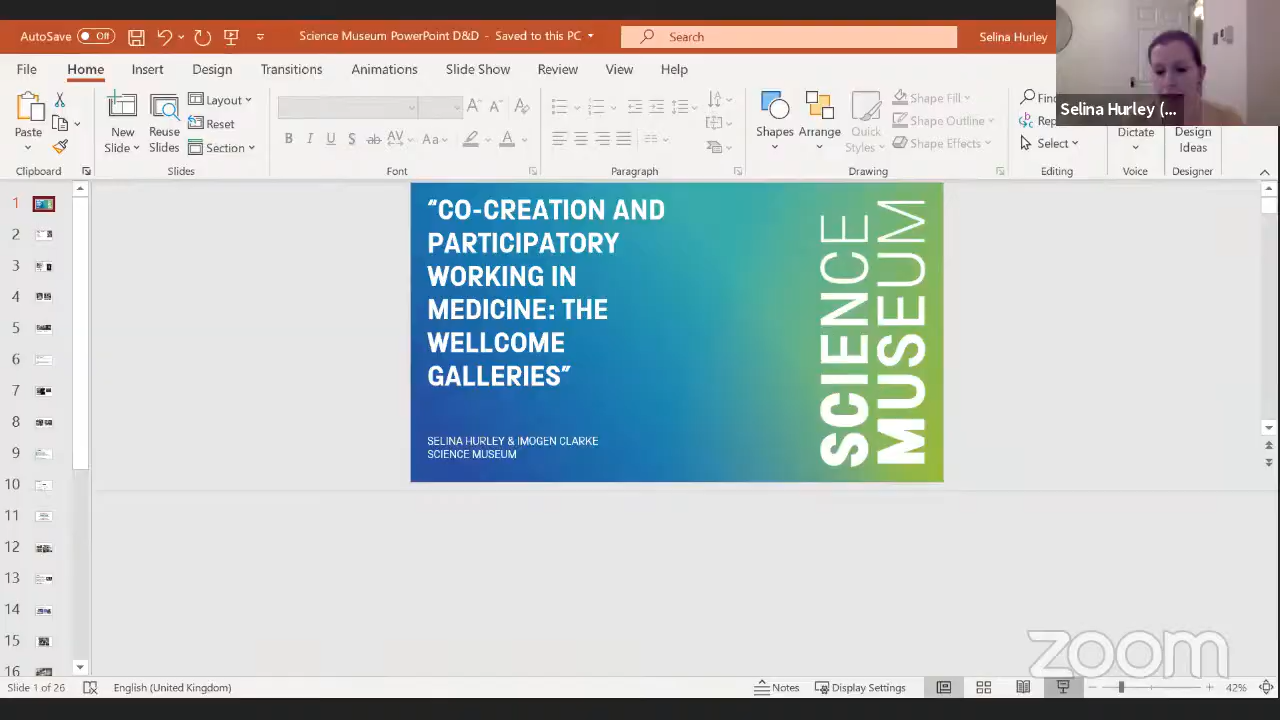 AutoSave Off
Science Museum PowerPoint D&D - Saved to this PC
Search
Selina Hurley
File Home Insert Design Transitions Animations Slide Show Review View Help
Selina Hurley (...
Paste
New Slide
Reuse Slides
Layout
Reset
Section
B I U S ab AV Aa A
Shapes
Arrange
Quick Styles
Shape Fill
Shape Outline
Shape Effects
Select
Dictate
Design Ideas
Clipboard Slides Font Paragraph Drawing Editing Voice Designer
1
2
3
4
5
6
7
8
9
10
11
12
13
14
15
16
“CO-CREATION AND
PARTICIPATORY
WORKING IN
MEDICINE: THE
WELLCOME
GALLERIES”
SELINA HURLEY & IMOGEN CLARKE
SCIENCE MUSEUM
SCIENCE
MUSEUM
zoom
Slide 1 of 26 English (United Kingdom) Notes Display Settings 42%